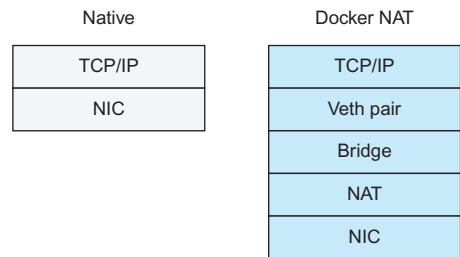 Native
TCP/IP
NIC
Docker NAT
TCP/IP
Veth pair
Bridge
NAT
NIC